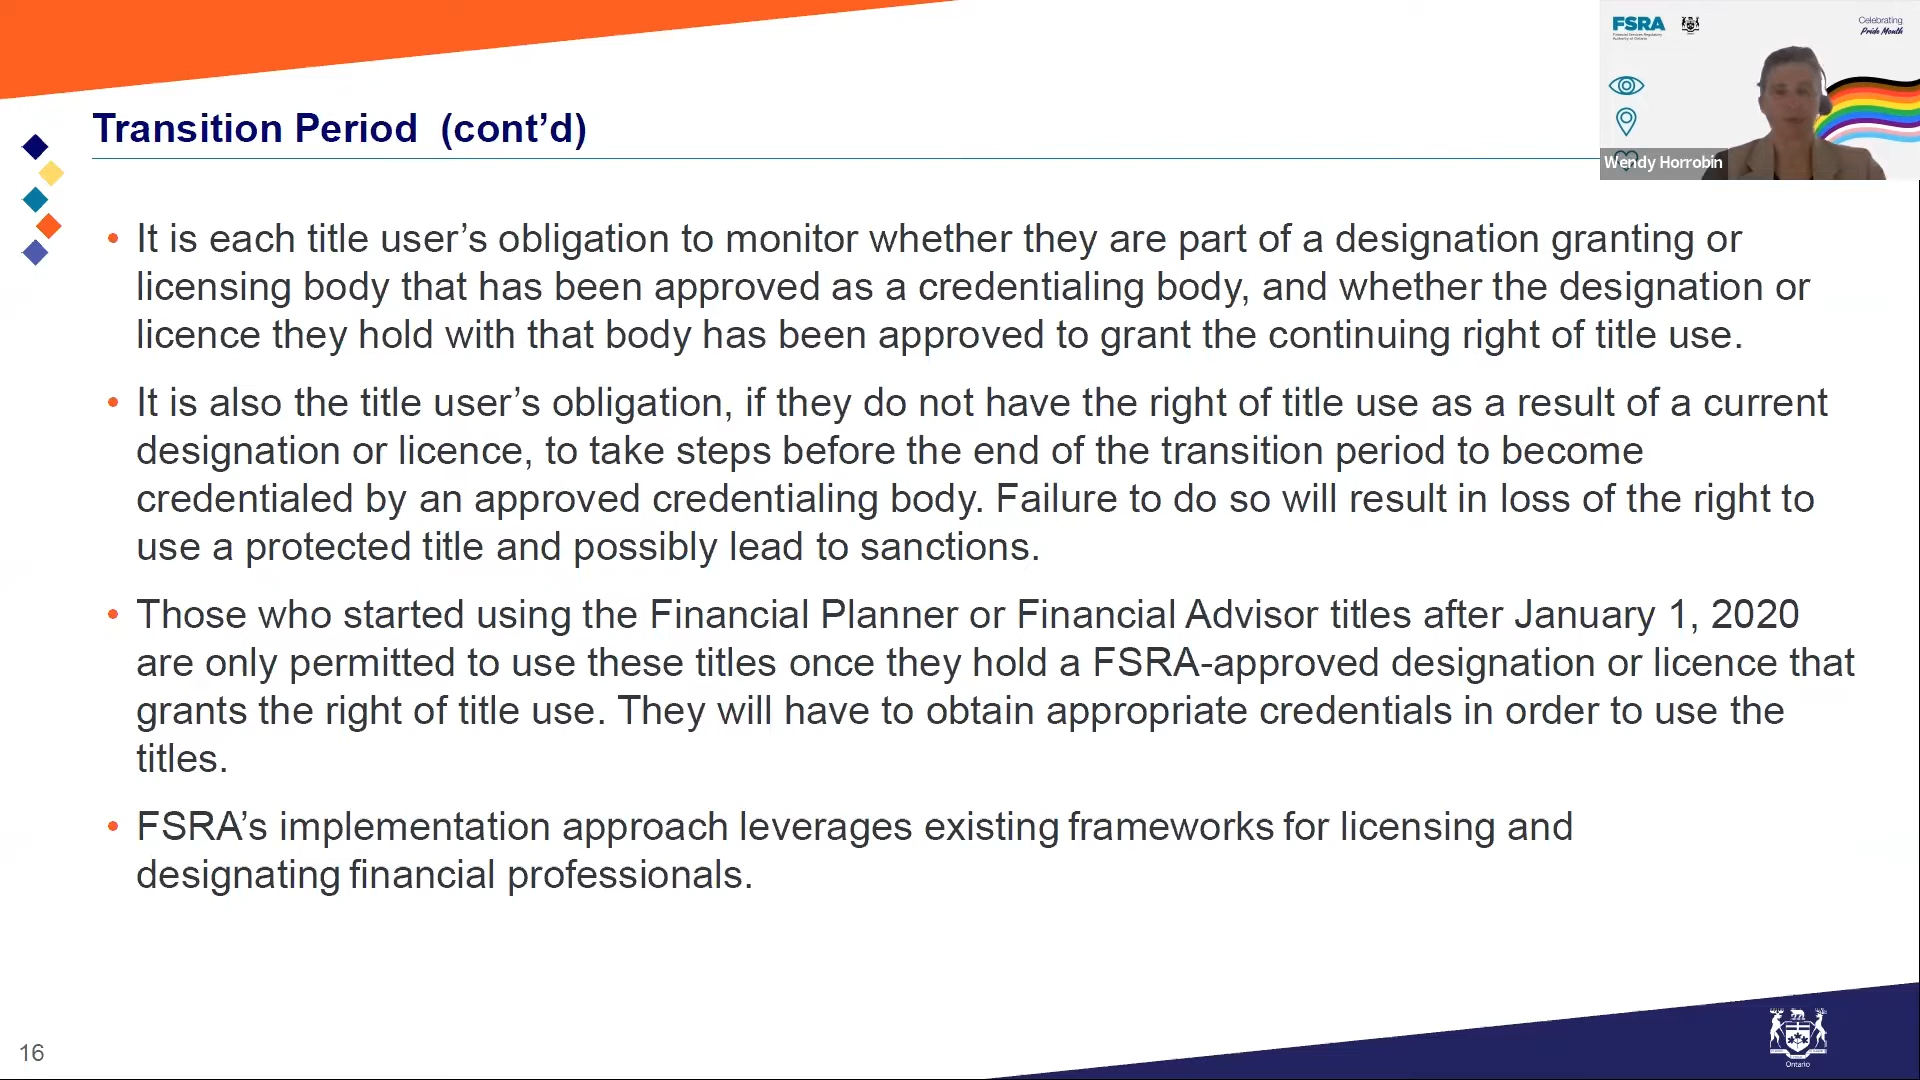 FSRA
Financial Services Regulatory
Authority of Ontario
Celebrating
Pride Month
Wendy Horrobin
Transition Period (cont’d)
• It is each title user’s obligation to monitor whether they are part of a designation granting or
licensing body that has been approved as a credentialing body, and whether the designation or
licence they hold with that body has been approved to grant the continuing right of title use.
• It is also the title user’s obligation, if they do not have the right of title use as a result of a current
designation or licence, to take steps before the end of the transition period to become
credentialed by an approved credentialing body. Failure to do so will result in loss of the right to
use a protected title and possibly lead to sanctions.
• Those who started using the Financial Planner or Financial Advisor titles after January 1, 2020
are only permitted to use these titles once they hold a FSRA-approved designation or licence that
grants the right of title use. They will have to obtain appropriate credentials in order to use the
titles.
• FSRA’s implementation approach leverages existing frameworks for licensing and
designating financial professionals.
16
Ontario